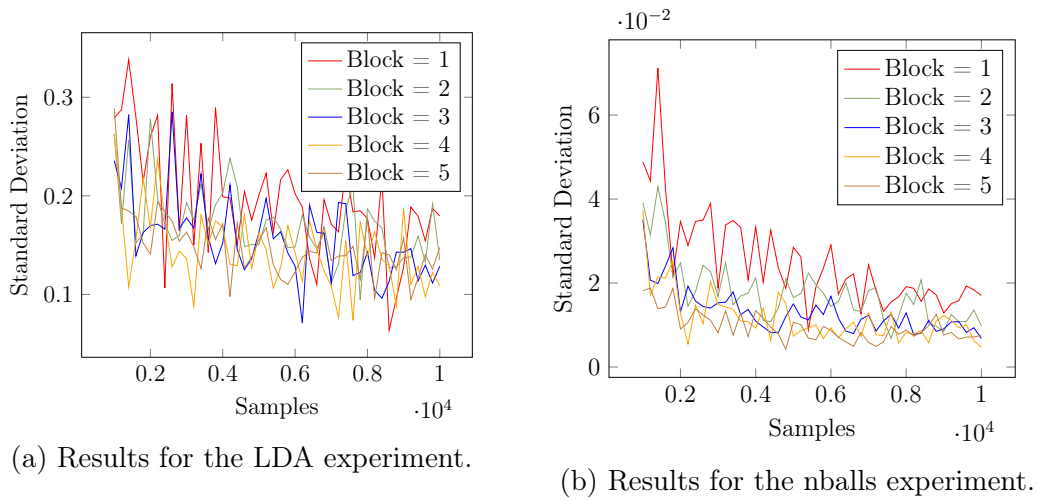 0.3
0.2
0.1
Standard Deviation
Block = 1
Block = 2
Block = 3
Block = 4
Block = 5
0.2 0.4 0.6 0.8 1
Samples
·10⁴
(a) Results for the LDA experiment.
·10⁻²
6
4
2
0
Standard Deviation
Block = 1
Block = 2
Block = 3
Block = 4
Block = 5
0.2 0.4 0.6 0.8 1
Samples
·10⁴
(b) Results for the nballs experiment.